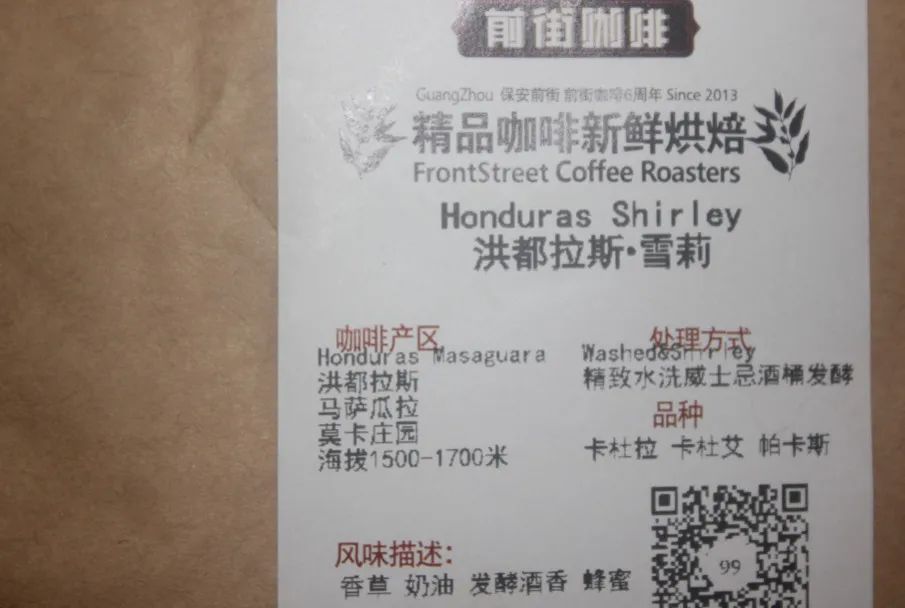 前街咖啡
GuangZhou 保安前街 前街咖啡6周年 Since 2013
精品咖啡新鲜烘焙
FrontStreet Coffee Roasters
Honduras Shirley
洪都拉斯·雪莉
咖啡产区
Honduras Masaguara
洪都拉斯
马萨瓜拉
莫卡庄园
海拔1500-1700米
处理方式
Washed&Shirley
精致水洗威士忌酒桶发酵
品种
卡杜拉 卡杜艾 帕卡斯
风味描述:
香草 奶油 发酵酒香 蜂蜜
99